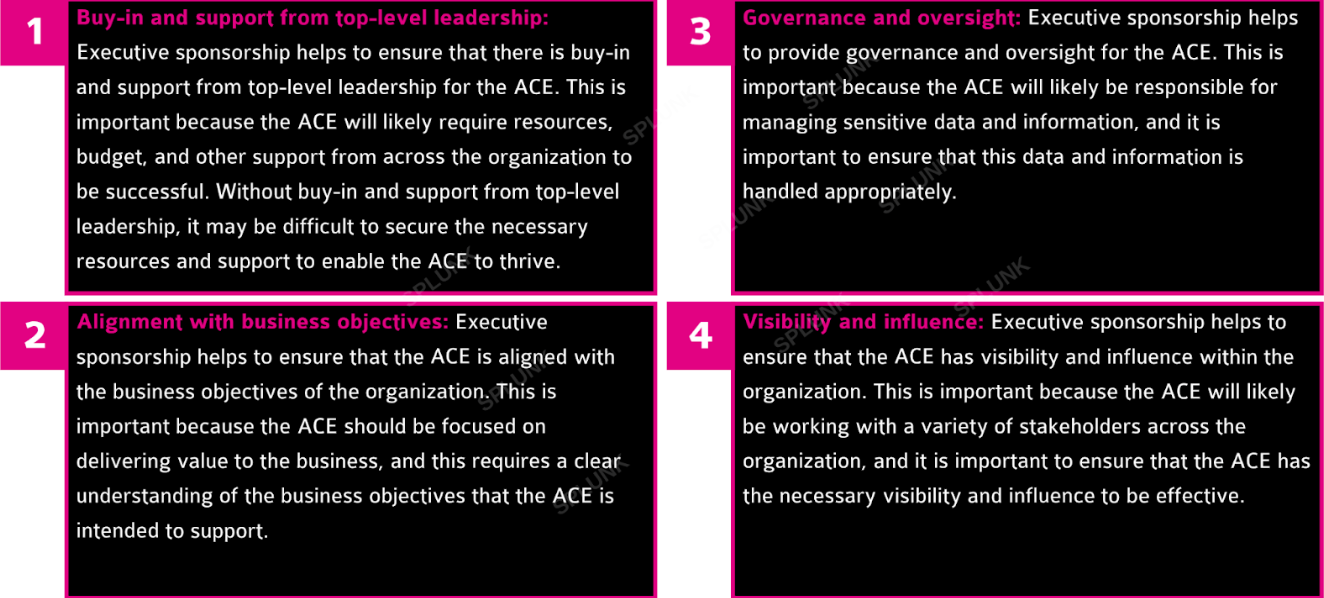 1
Buy-in and support from top-level leadership:
Executive sponsorship helps to ensure that there is buy-in
and support from top-level leadership for the ACE. This is
important because the ACE will likely require resources,
budget, and other support from across the organization to
be successful. Without buy-in and support from top-level
leadership, it may be difficult to secure the necessary
resources and support to enable the ACE to thrive.
2
Alignment with business objectives: Executive
sponsorship helps to ensure that the ACE is aligned with
the business objectives of the organization. This is
important because the ACE should be focused on
delivering value to the business, and this requires a clear
understanding of the business objectives that the ACE is
intended to support.
3
Governance and oversight: Executive sponsorship helps
to provide governance and oversight for the ACE. This is
important because the ACE will likely be responsible for
managing sensitive data and information, and it is
important to ensure that this data and information is
handled appropriately.
4
Visibility and influence: Executive sponsorship helps to
ensure that the ACE has visibility and influence within the
organization. This is important because the ACE will likely
be working with a variety of stakeholders across the
organization, and it is important to ensure that the ACE has
the necessary visibility and influence to be effective.
SPLUNK
SPLUNK
SPLUNK
SPLUNK
SPLUNK
SPLUNK
SPLUNK
SPLUNK
SPLUNK